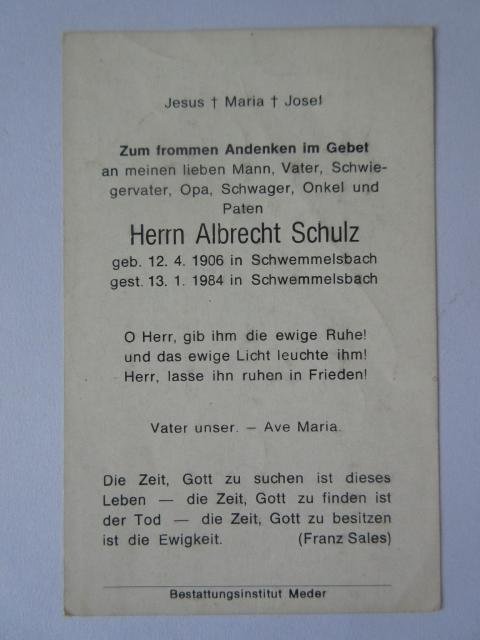 Jesus † Maria † Josef
Zum frommen Andenken im Gebet
an meinen lieben Mann, Vater, Schwie-
gervater, Opa, Schwager, Onkel und
Paten
Herrn Albrecht Schulz
geb. 12. 4. 1906 in Schwemmelsbach
gest. 13. 1. 1984 in Schwemmelsbach
O Herr, gib ihm die ewige Ruhe!
und das ewige Licht leuchte ihm!
Herr, lasse ihn ruhen in Frieden!
Vater unser. — Ave Maria.
Die Zeit, Gott zu suchen ist dieses
Leben — die Zeit, Gott zu finden ist
der Tod — die Zeit, Gott zu besitzen
ist die Ewigkeit. (Franz Sales)
Bestattungsinstitut Meder